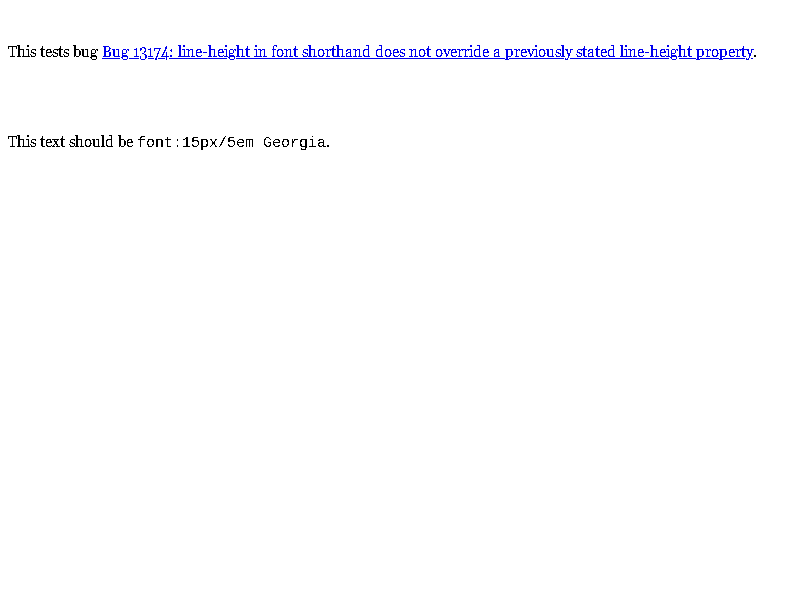 This tests bug Bug 13174: line-height in font shorthand does not override a previously stated line-height property.
This text should be font:15px/5em Georgia.